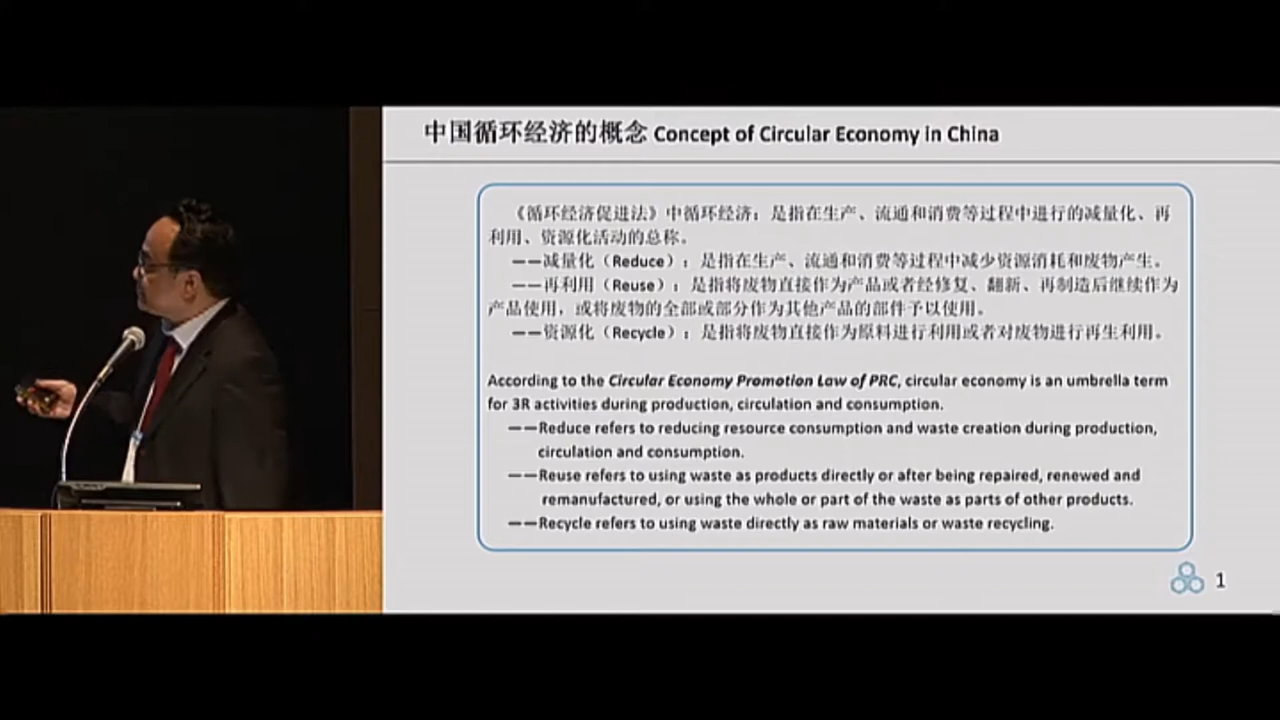 中国循环经济的概念 Concept of Circular Economy in China
《循环经济促进法》中循环经济：是指在生产、流通和消费等过程中进行的减量化、再
利用、资源化活动的总称。
——减量化（Reduce）：是指在生产、流通和消费等过程中减少资源消耗和废物产生。
——再利用（Reuse）：是指将废物直接作为产品或者经修复、翻新、再制造后继续作为
产品使用，或将废物的全部或部分作为其他产品的部件予以使用。
——资源化（Recycle）：是指将废物直接作为原料进行利用或者对废物进行再生利用。
According to the Circular Economy Promotion Law of PRC, circular economy is an umbrella term
for 3R activities during production, circulation and consumption.
——Reduce refers to reducing resource consumption and waste creation during production,
circulation and consumption.
——Reuse refers to using waste as products directly or after being repaired, renewed and
remanufactured, or using the whole or part of the waste as parts of other products.
——Recycle refers to using waste directly as raw materials or waste recycling.
1